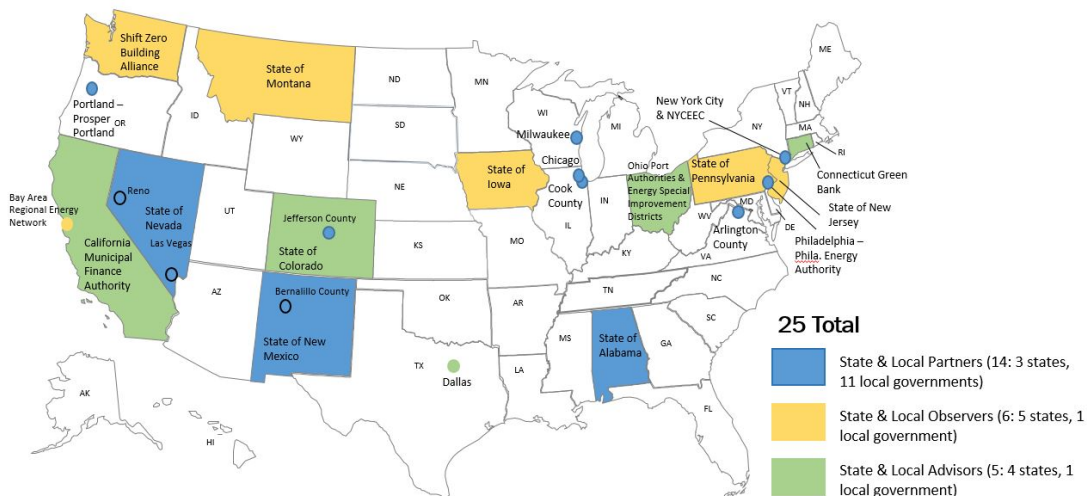 Shift Zero
Building
Alliance
State of
Montana
ND
MN
ME
VT
NH
Portland –
Prosper
Portland
OR
ID
WY
SD
WI
MI
Milwaukee
Chicago
Cook
County
New York City
& NYCEEC
NY
MA
RI
Connecticut Green
Bank
State of
Iowa
NE
IL
IN
Ohio Port
Authorities &
Energy Special
Improvement
Districts
State of
Pennsylvania
State of New
Jersey
MD
DE
WV
Arlington
County
VA
Philadelphia –
Phila. Energy
Authority
Bay Area
Regional Energy
Network
Reno
State of
Nevada
Las Vegas
California
Municipal
Finance
Authority
UT
Jefferson County
State of
Colorado
KS
MO
KY
NC
TN
SC
AZ
Bernalillo County
State of New
Mexico
OK
AR
MS
State of
Alabama
GA
TX
Dallas
LA
FL
AK
HI
25 Total
State & Local Partners (14: 3 states,
11 local governments)
State & Local Observers (6: 5 states, 1
local government)
State & Local Advisors (5: 4 states, 1
local government)